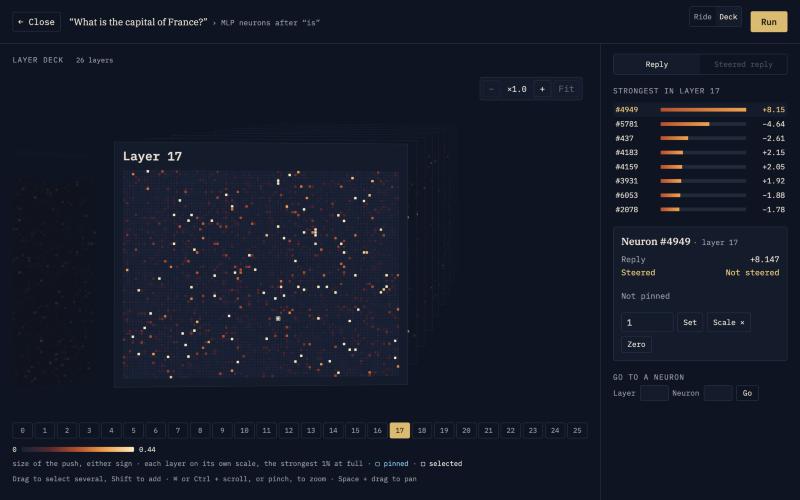 ← Close "What is the capital of France?" › MLP neurons after "is" Ride Deck Run
LAYER DECK 26 layers
− ×1.0 + Fit
Layer 17
0 1 2 3 4 5 6 7 8 9 10 11 12 13 14 15 16 17 18 19 20 21 22 23 24 25
0 0.44
size of the push, either sign · each layer on its own scale, the strongest 1% at full · □ pinned · □ selected
Drag to select several, Shift to add · ⌘ or Ctrl + scroll, or pinch, to zoom · Space + drag to pan
Reply Steered reply
STRONGEST IN LAYER 17
#4949 +8.15
#5781 −4.64
#437 −2.61
#4183 +2.15
#4159 +2.05
#3931 +1.92
#6053 −1.88
#2078 −1.78
Neuron #4949 · layer 17
Reply +8.147
Steered Not steered
Not pinned
1 Set Scale ×
Zero
GO TO A NEURON
Layer Neuron Go